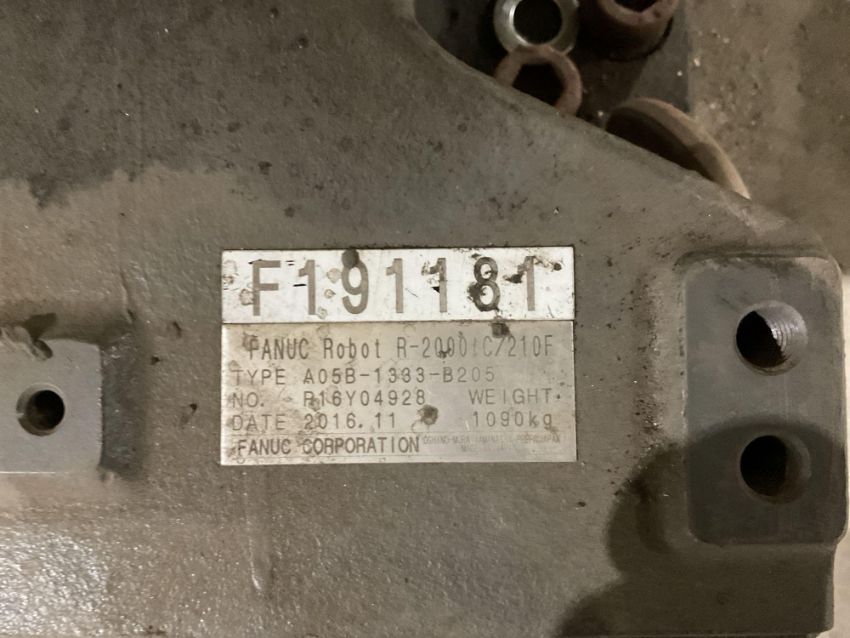 F191181
FANUC Robot R-2000iC/210F
TYPE A05B-1333-B205
NO. R16Y04928 WEIGHT
DATE 2016.11 1090kg
FANUC CORPORATION